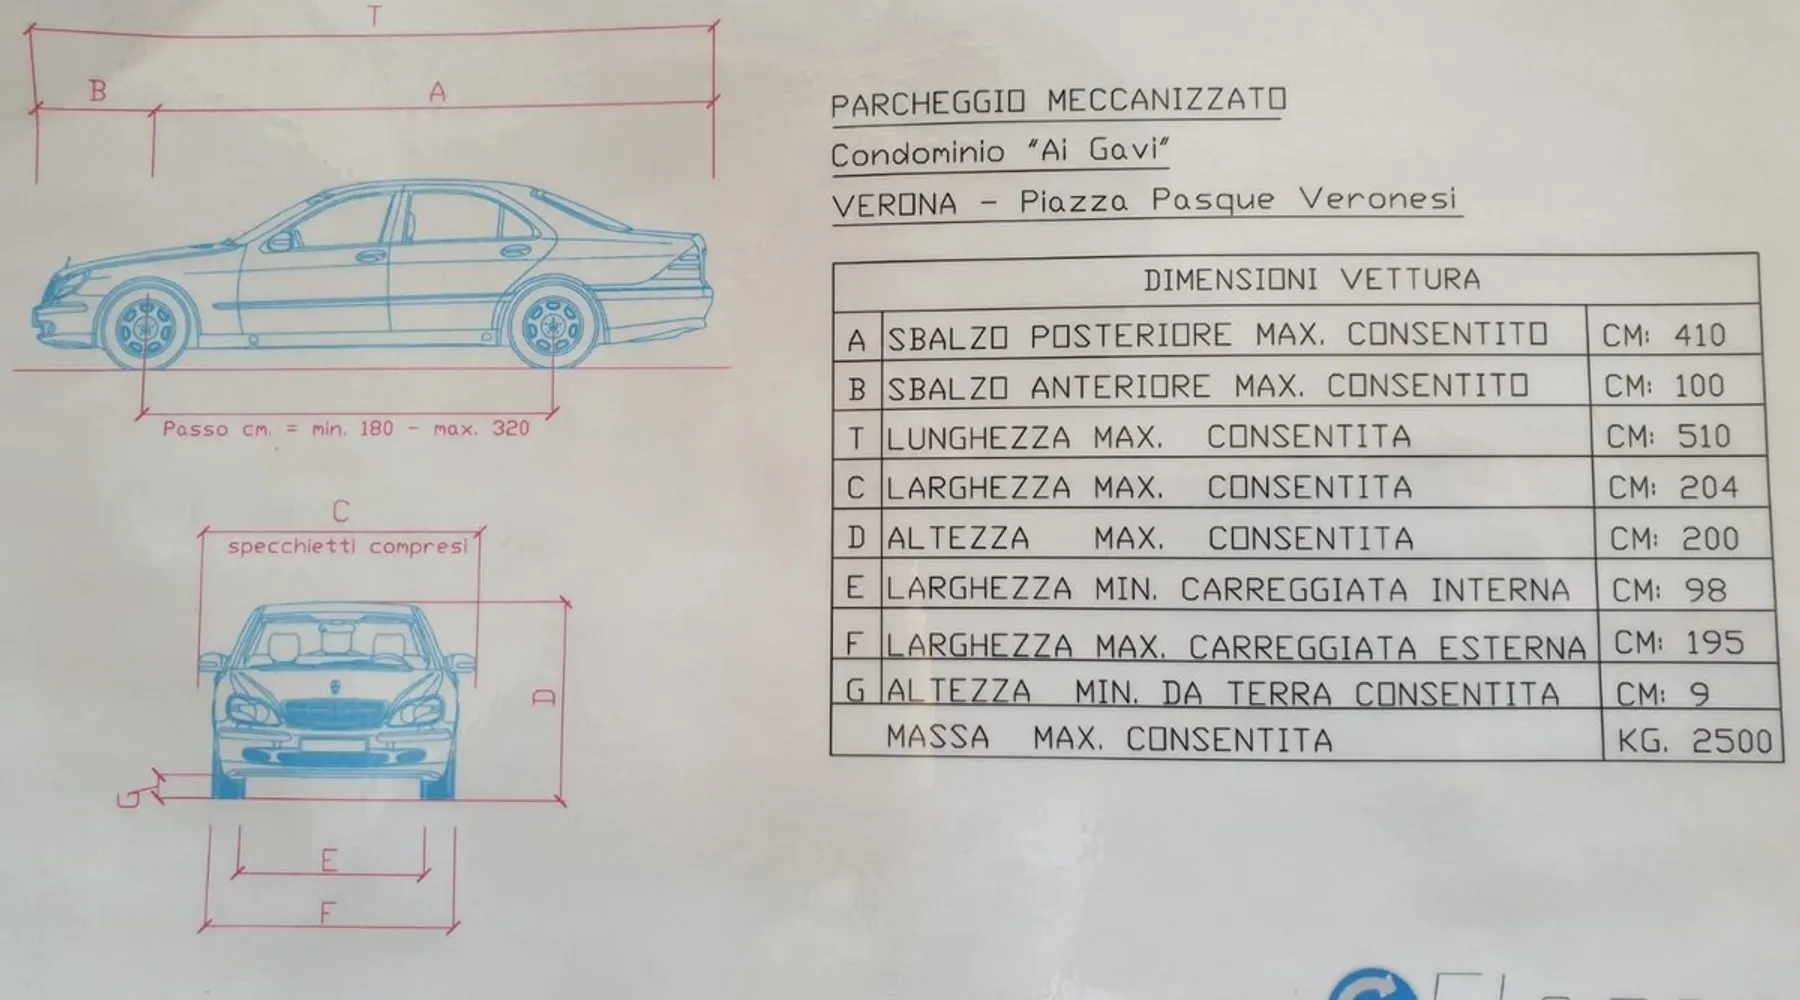 T
B A
Passo cm. = min. 180 - max. 320
C
specchietti compresi
D
G
E
F
PARCHEGGIO MECCANIZZATO
Condominio "Ai Gavi"
VERONA - Piazza Pasque Veronesi
DIMENSIONI VETTURA
A SBALZO POSTERIORE MAX. CONSENTITO CM: 410
B SBALZO ANTERIORE MAX. CONSENTITO CM: 100
T LUNGHEZZA MAX. CONSENTITA CM: 510
C LARGHEZZA MAX. CONSENTITA CM: 204
D ALTEZZA MAX. CONSENTITA CM: 200
E LARGHEZZA MIN. CARREGGIATA INTERNA CM: 98
F LARGHEZZA MAX. CARREGGIATA ESTERNA CM: 195
G ALTEZZA MIN. DA TERRA CONSENTITA CM: 9
MASSA MAX. CONSENTITA KG. 2500